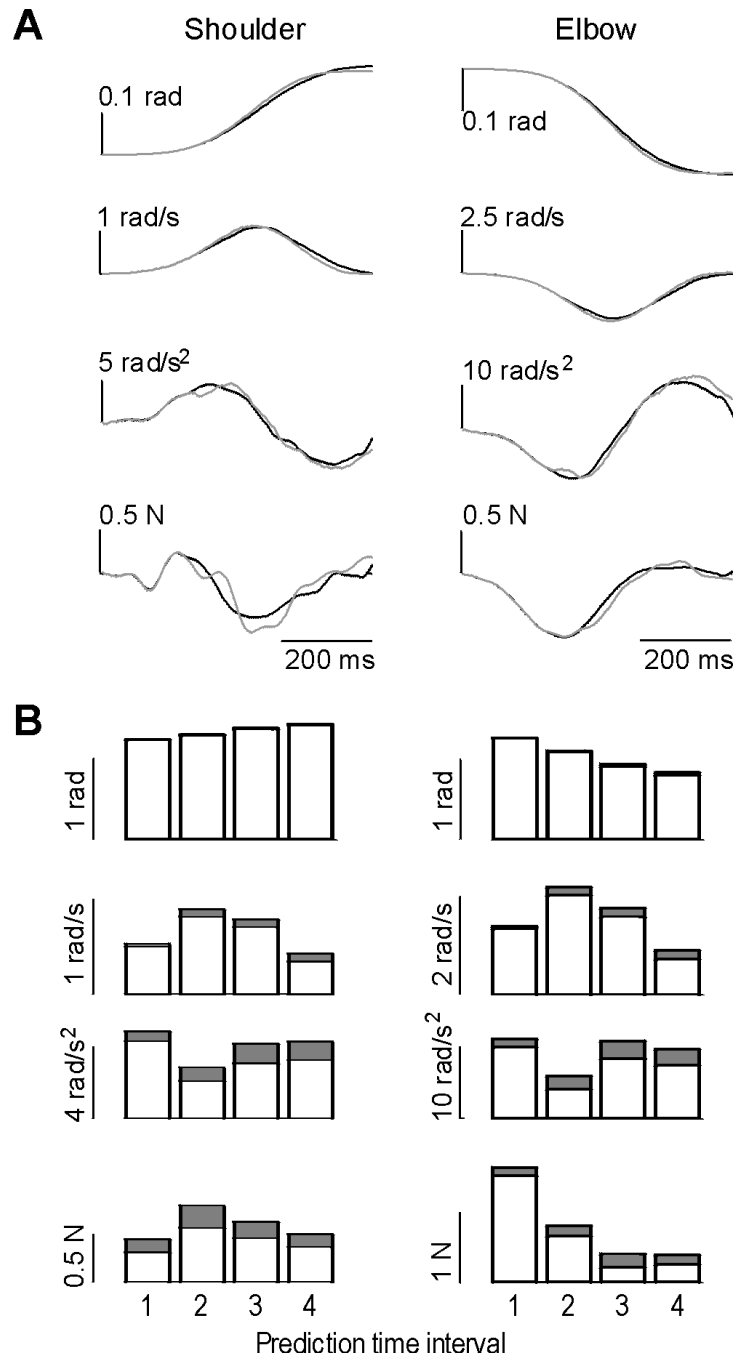 A
Shoulder
Elbow
0.1 rad
0.1 rad
1 rad/s
2.5 rad/s
5 rad/s²
10 rad/s²
0.5 N
0.5 N
200 ms
200 ms
B
1 rad
1 rad
1 rad/s
2 rad/s
4 rad/s²
10 rad/s²
0.5 N
1 N
1 2 3 4
1 2 3 4
Prediction time interval